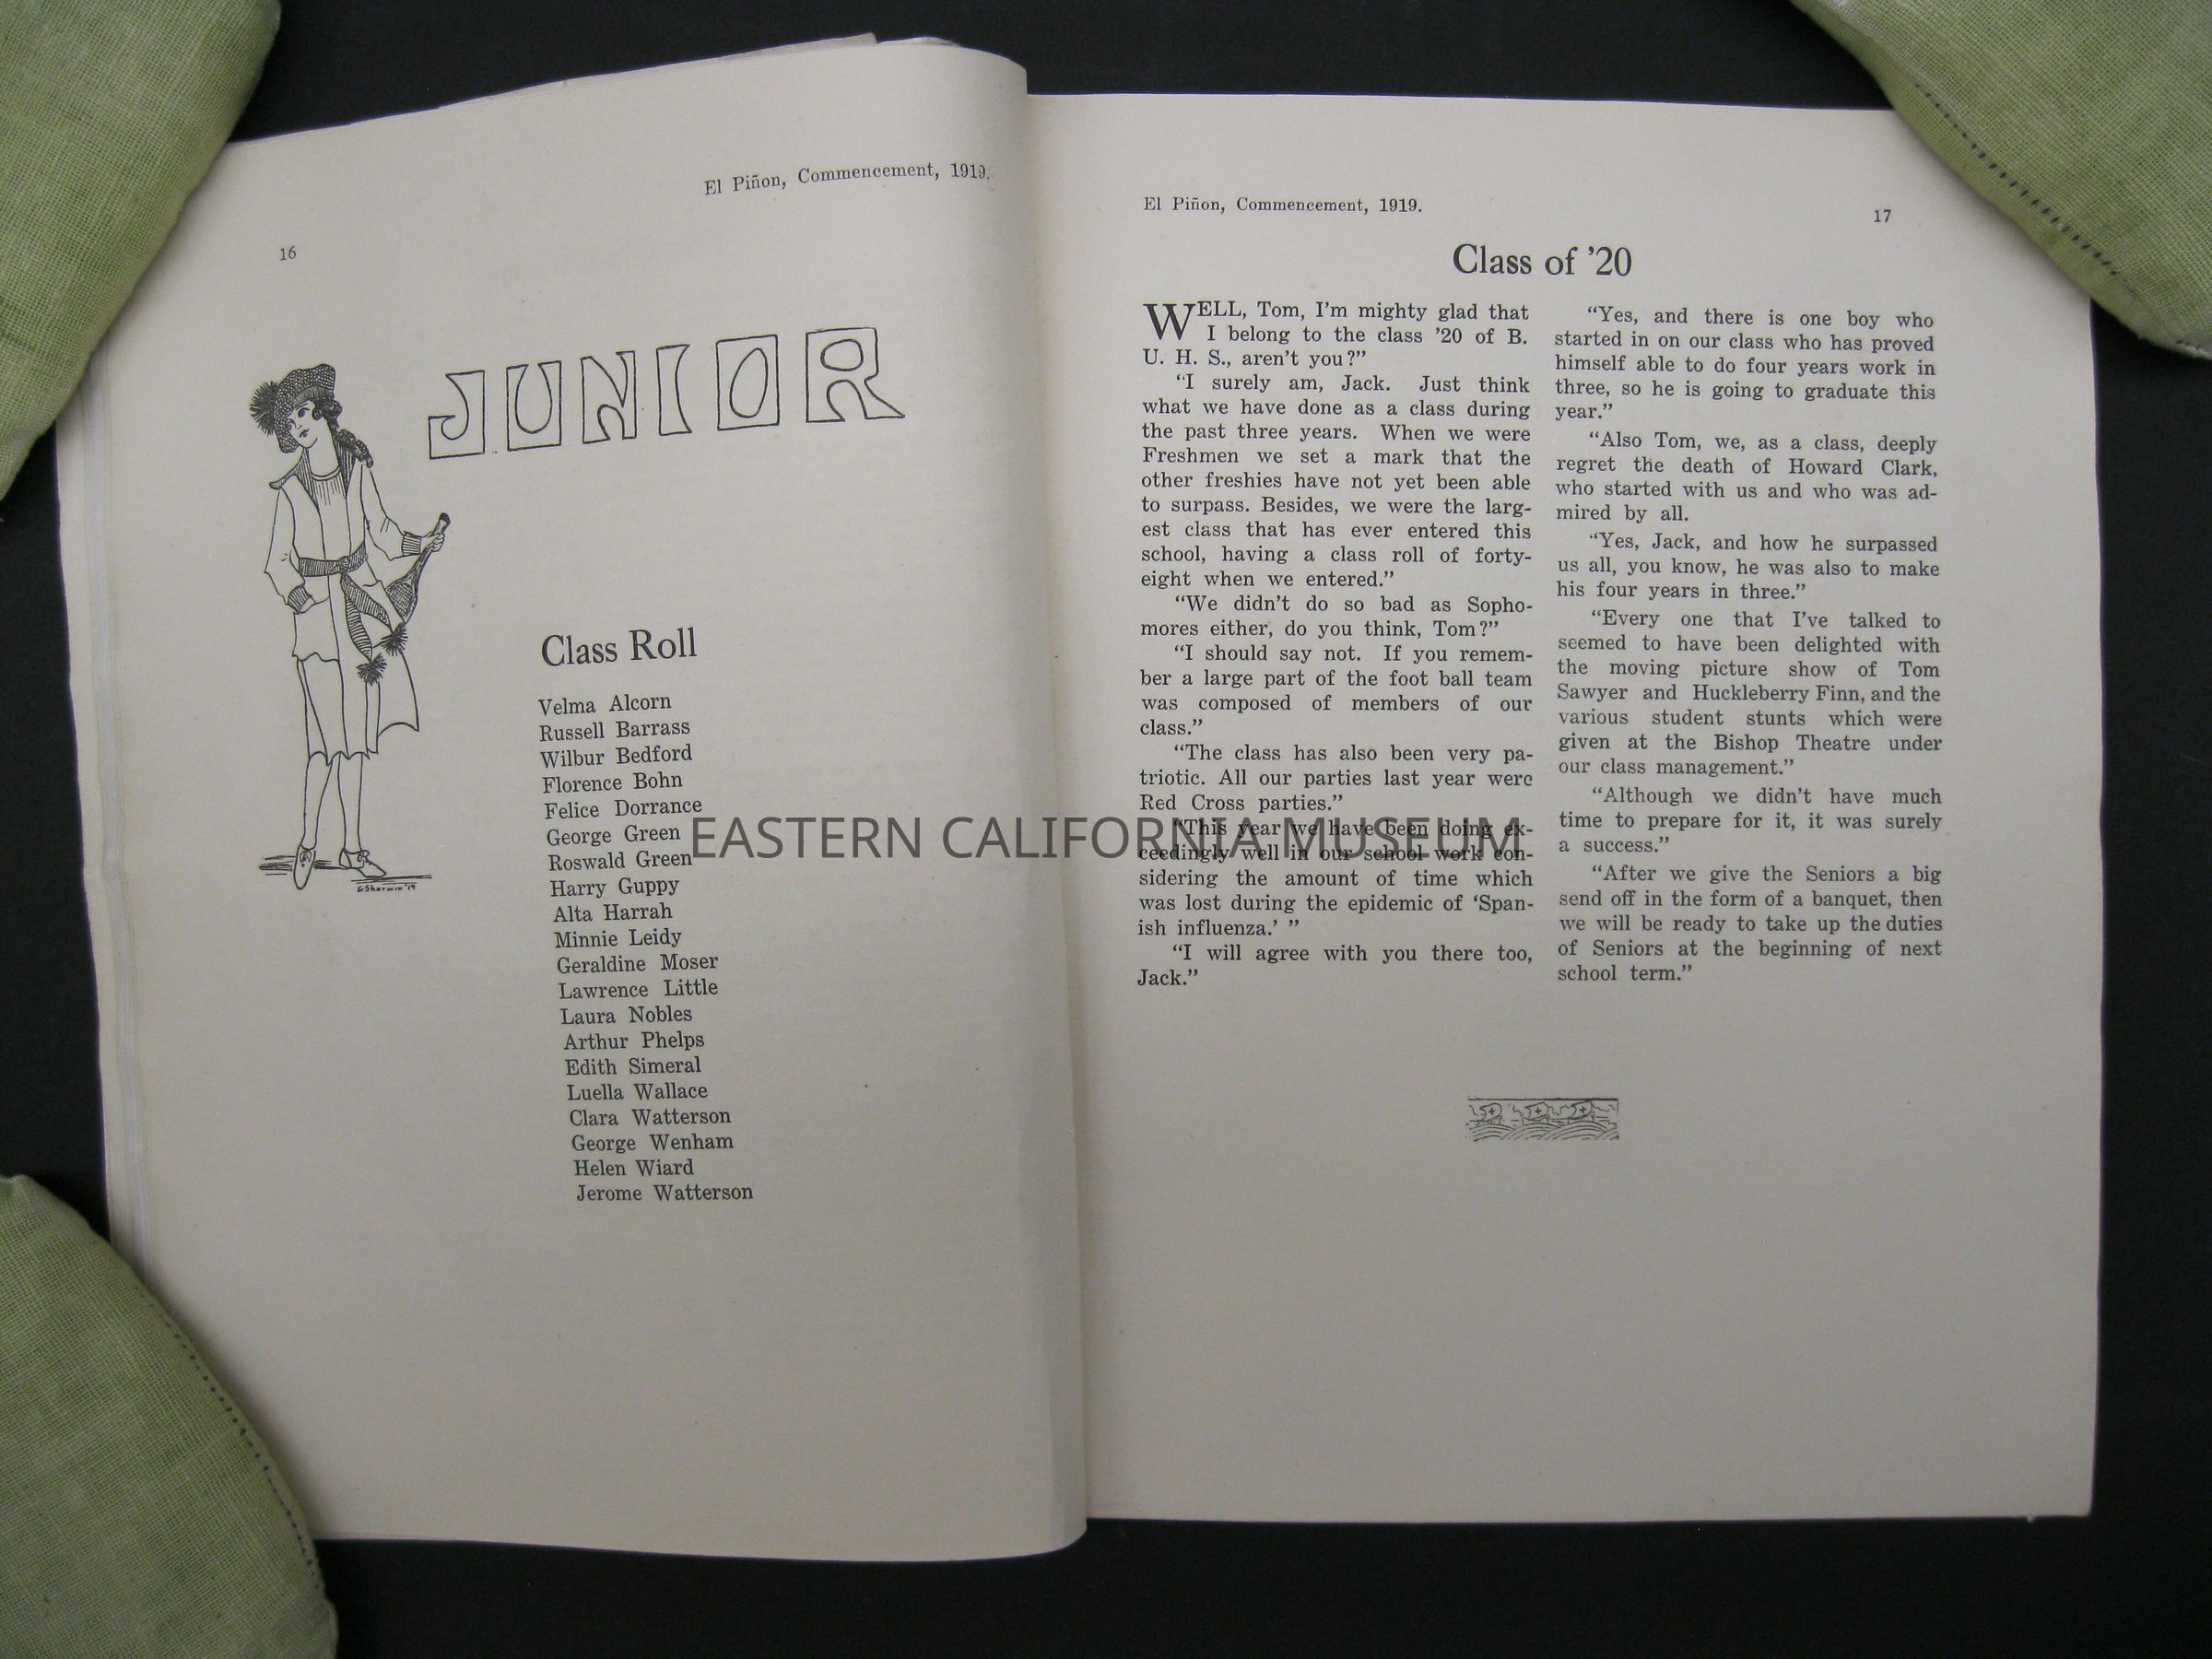 El Piñon, Commencement, 1919.
16
JUNIOR
G Sherwin '19
Class Roll
Velma Alcorn
Russell Barrass
Wilbur Bedford
Florence Bohn
Felice Dorrance
George Green
Roswald Green
Harry Guppy
Alta Harrah
Minnie Leidy
Geraldine Moser
Lawrence Little
Laura Nobles
Arthur Phelps
Edith Simeral
Luella Wallace
Clara Watterson
George Wenham
Helen Wiard
Jerome Watterson
El Piñon, Commencement, 1919.
17
Class of ’20
WELL, Tom, I’m mighty glad that
I belong to the class ’20 of B.
U. H. S., aren’t you?”
“I surely am, Jack. Just think
what we have done as a class during
the past three years. When we were
Freshmen we set a mark that the
other freshies have not yet been able
to surpass. Besides, we were the larg-
est class that has ever entered this
school, having a class roll of forty-
eight when we entered.”
“We didn’t do so bad as Sopho-
mores either, do you think, Tom?”
“I should say not. If you remem-
ber a large part of the foot ball team
was composed of members of our
class.”
“The class has also been very pa-
triotic. All our parties last year were
Red Cross parties.”
“This year we have been doing ex-
ceedingly well in our school work con-
sidering the amount of time which
was lost during the epidemic of ‘Span-
ish influenza.’ ”
“I will agree with you there too,
Jack.”
“Yes, and there is one boy who
started in on our class who has proved
himself able to do four years work in
three, so he is going to graduate this
year.”
“Also Tom, we, as a class, deeply
regret the death of Howard Clark,
who started with us and who was ad-
mired by all.
“Yes, Jack, and how he surpassed
us all, you know, he was also to make
his four years in three.”
“Every one that I’ve talked to
seemed to have been delighted with
the moving picture show of Tom
Sawyer and Huckleberry Finn, and the
various student stunts which were
given at the Bishop Theatre under
our class management.”
“Although we didn’t have much
time to prepare for it, it was surely
a success.”
“After we give the Seniors a big
send off in the form of a banquet, then
we will be ready to take up the duties
of Seniors at the beginning of next
school term.”
EASTERN CALIFORNIA MUSEUM